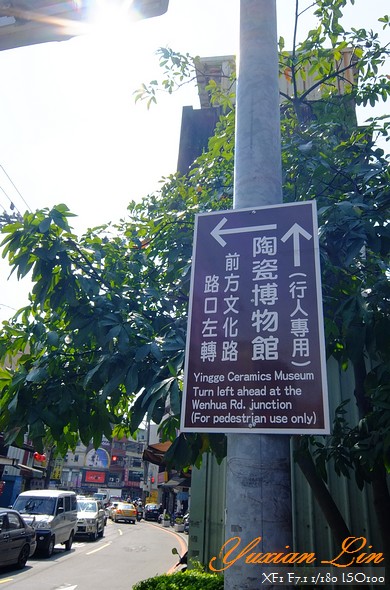 陶瓷博物館
前方文化路
路口左轉
(行人專用)
Yingge Ceramics Museum
Turn left ahead at the
Wenhua Rd. junction
(For pedestrian use only)
Yuxian Lin
XF1 F7.1 1/180 ISO100